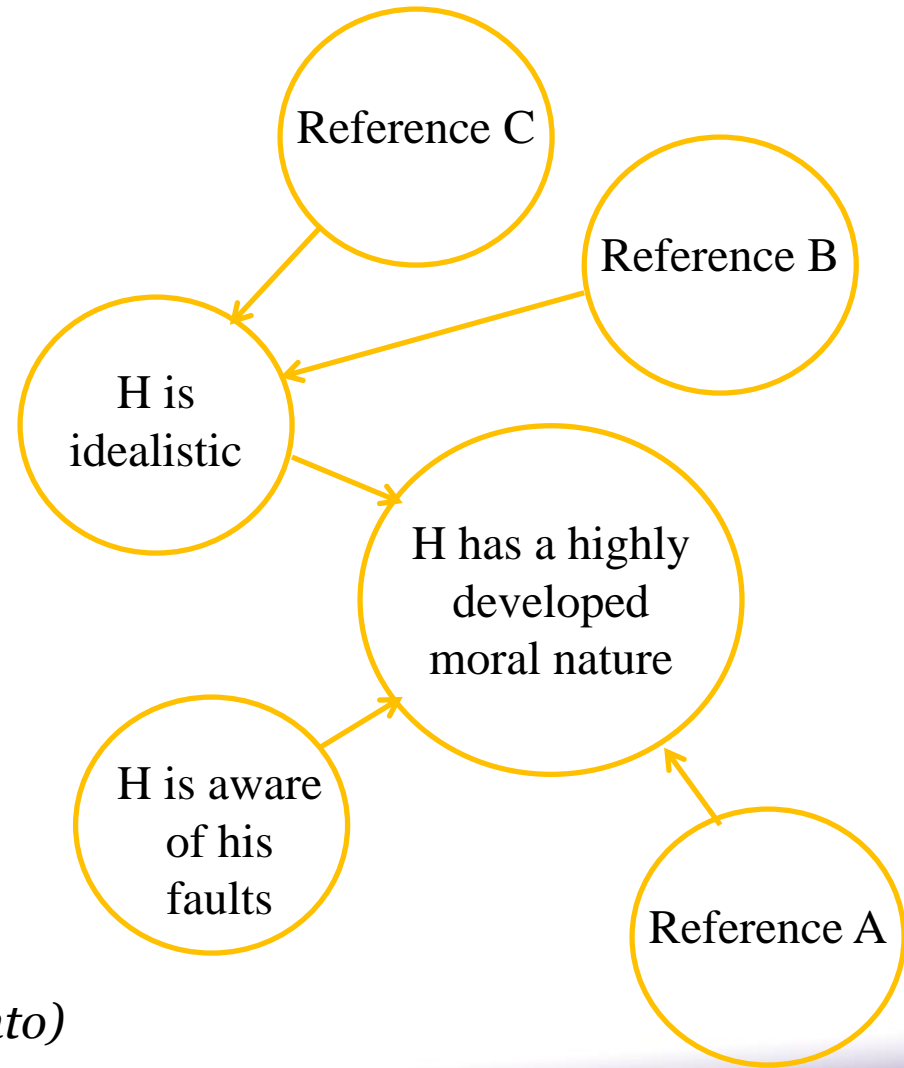 Reference C
Reference B
H is
idealistic
H has a highly
developed
moral nature
H is aware
of his
faults
Reference A